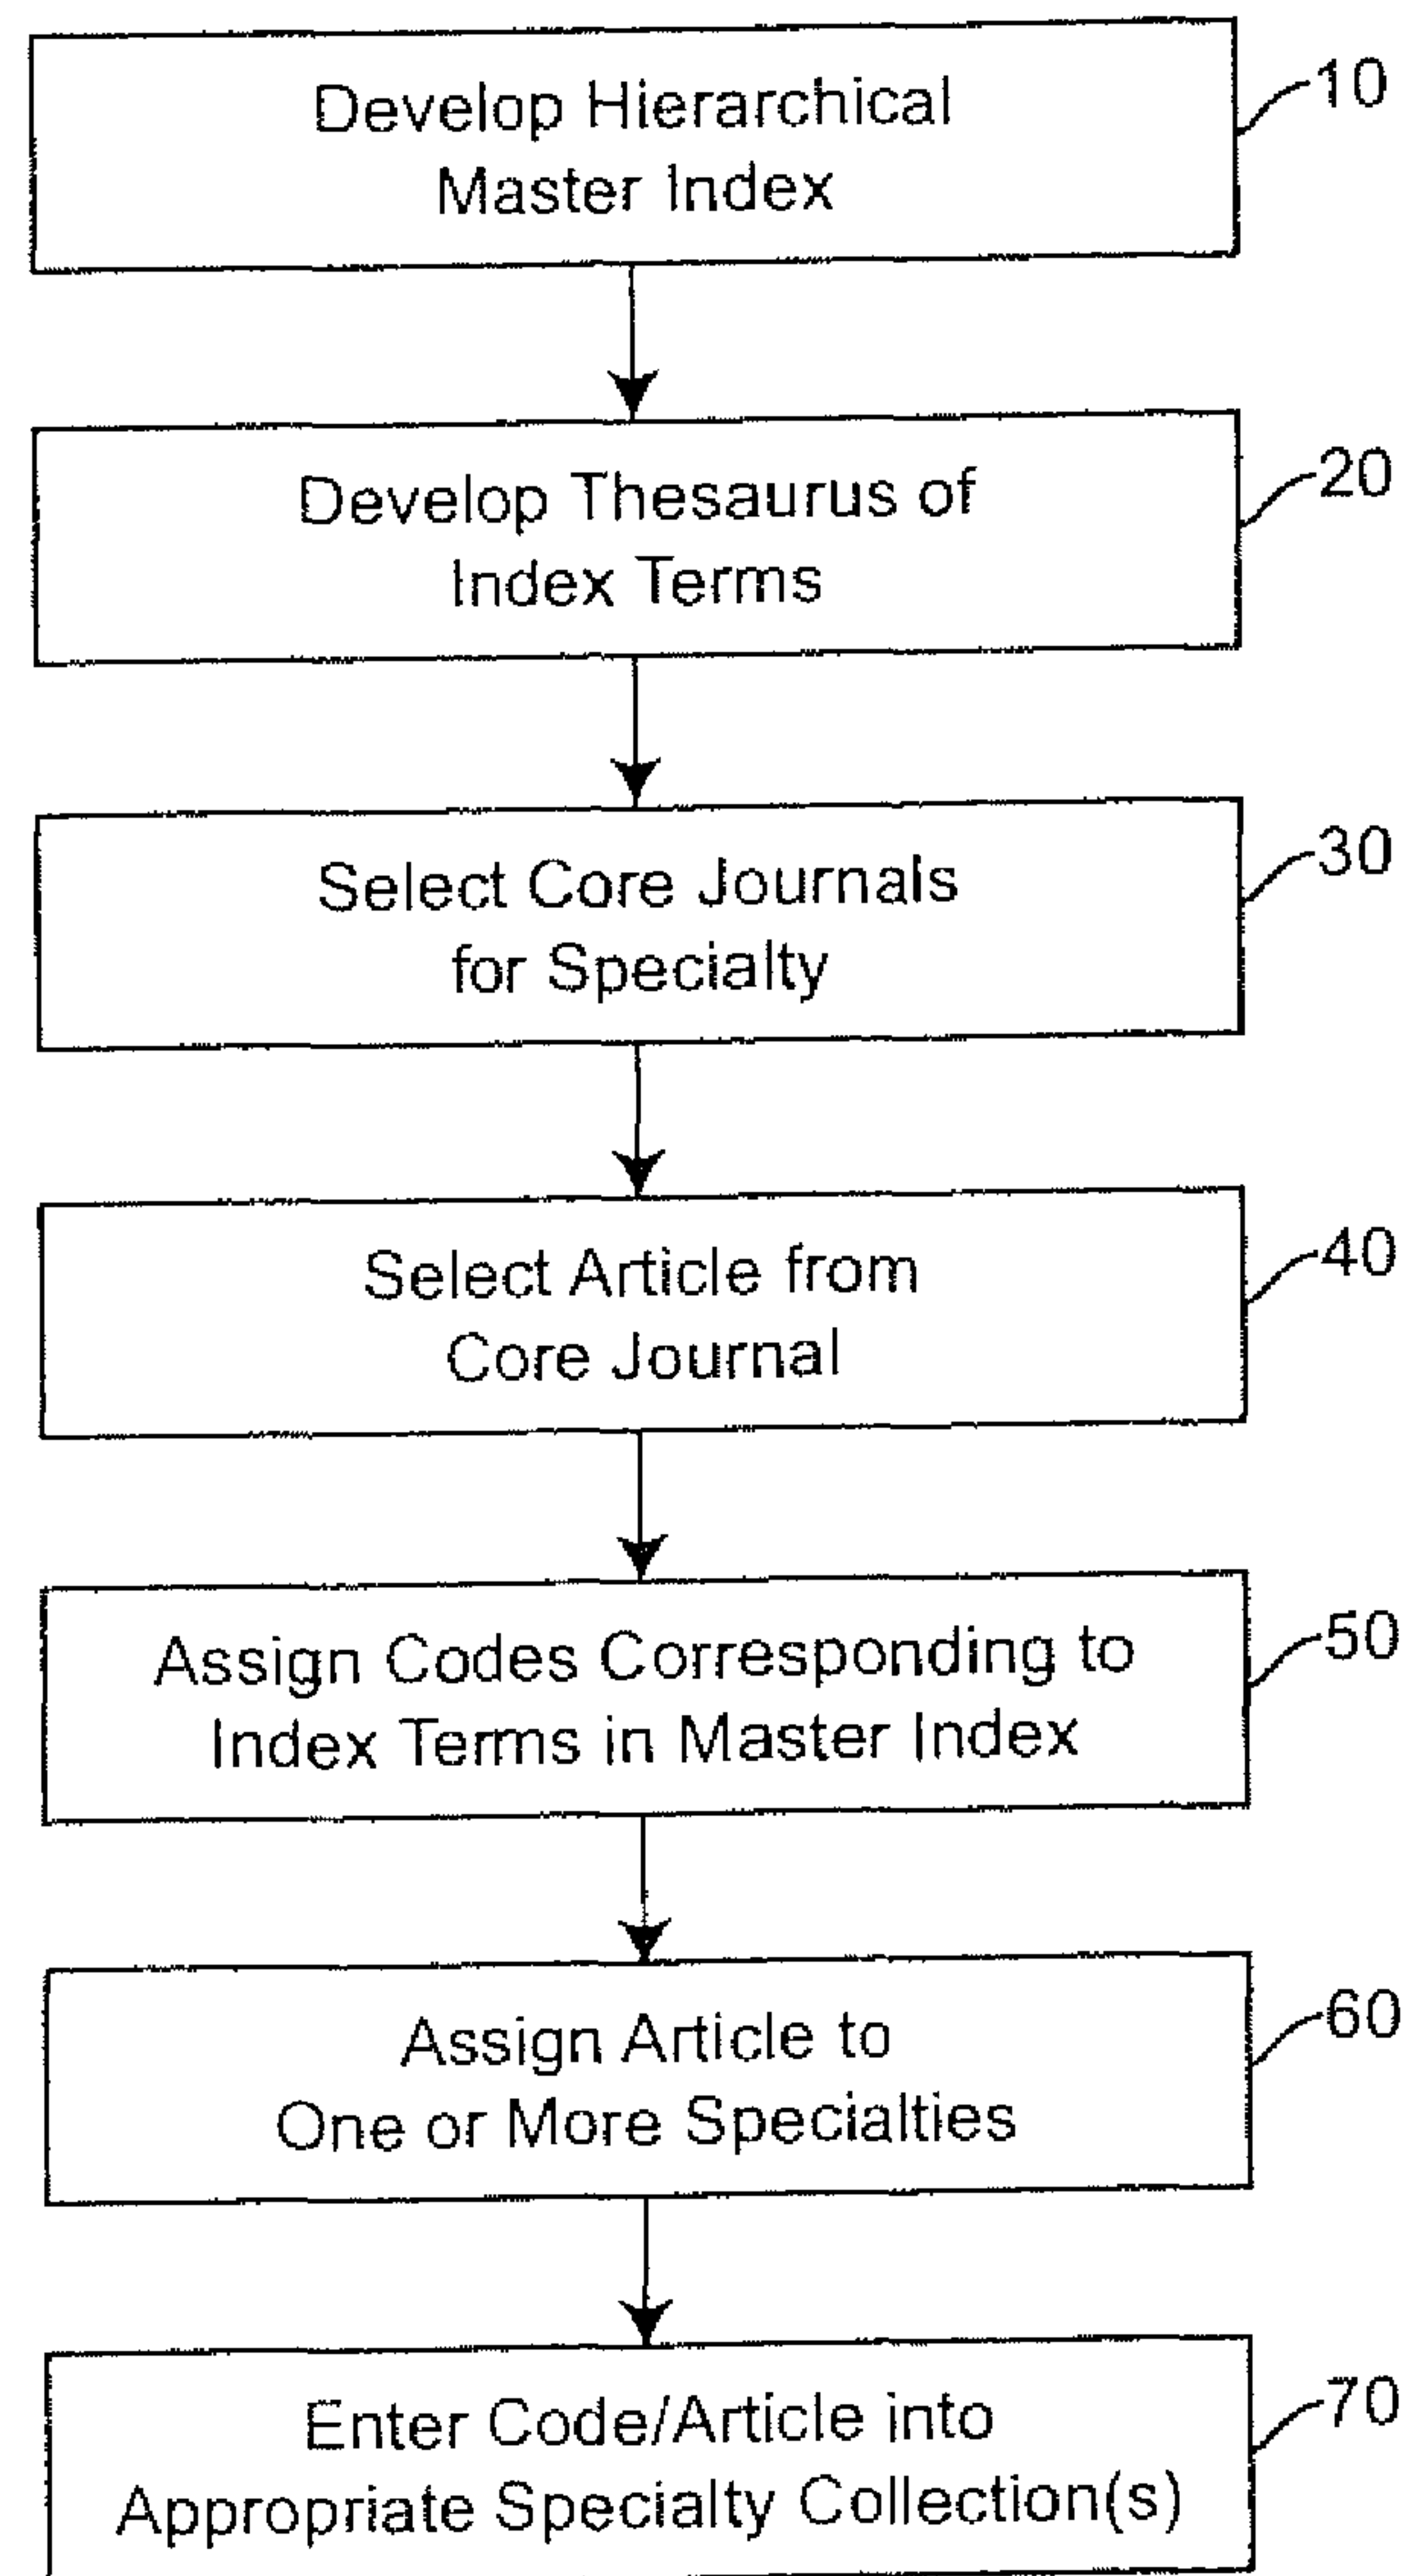 Develop Hierarchical
Master Index
10
Develop Thesaurus of
Index Terms
20
Select Core Journals
for Specialty
30
Select Article from
Core Journal
40
Assign Codes Corresponding to
Index Terms in Master Index
50
Assign Article to
One or More Specialties
60
Enter Code/Article into
Appropriate Specialty Collection(s)
70